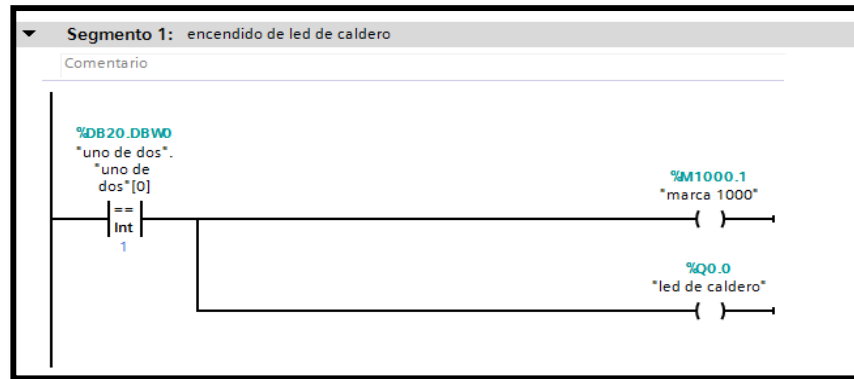 Segmento 1: encendido de led de caldero
Comentario
%DB20.DBW0
"uno de dos".
"uno de
dos"[0]
==
Int
1
%M1000.1
"marca 1000"
%Q0.0
"led de caldero"